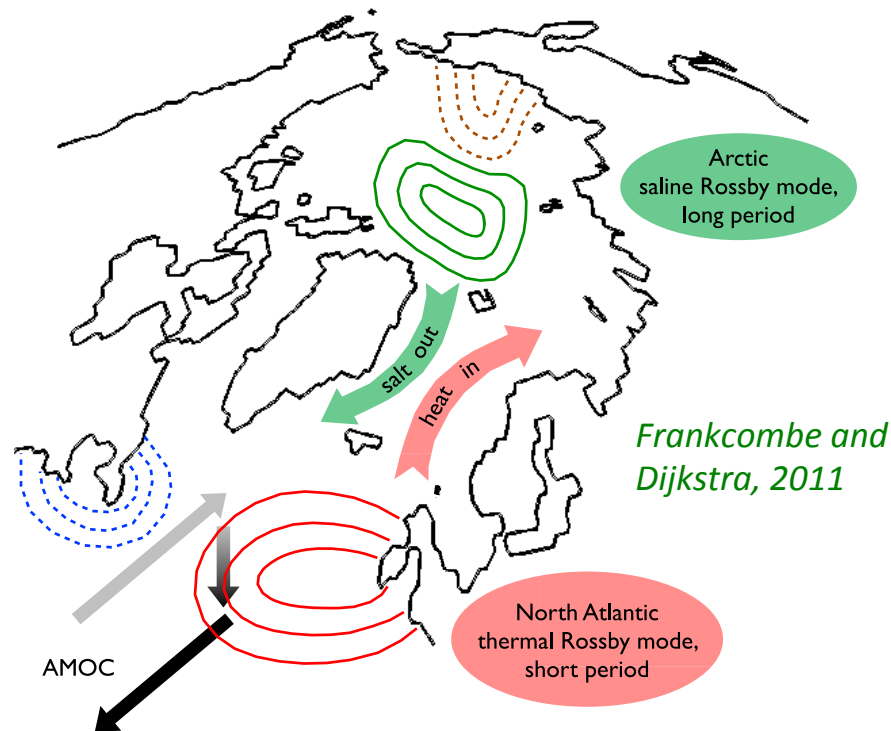 Arctic
saline Rossby mode,
long period
salt out
heat in
Frankcombe and
Dijkstra, 2011
North Atlantic
thermal Rossby mode,
short period
AMOC